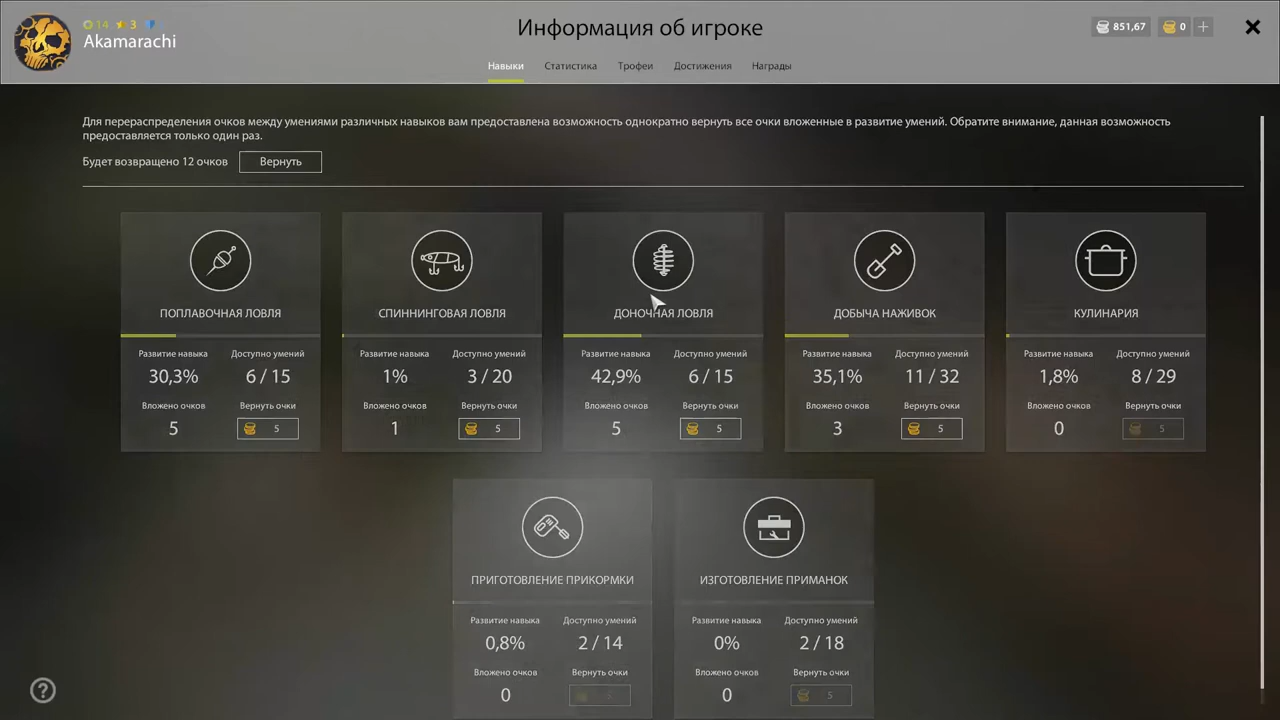 14 3
Akamarachi
Информация об игроке
851,67 0
Навыки Статистика Трофеи Достижения Награды
Для перераспределения очков между умениями различных навыков вам предоставлена возможность однократно вернуть все очки вложенные в развитие умений. Обратите внимание, данная возможность
предоставляется только один раз.
Будет возвращено 12 очков Вернуть
ПОПЛАВОЧНАЯ ЛОВЛЯ
Развитие навыка Доступно умений
30,3% 6 / 15
Вложено очков Вернуть очки
5 5
СПИННИНГОВАЯ ЛОВЛЯ
Развитие навыка Доступно умений
1% 3 / 20
Вложено очков Вернуть очки
1 5
ДОНОЧНАЯ ЛОВЛЯ
Развитие навыка Доступно умений
42,9% 6 / 15
Вложено очков Вернуть очки
5 5
ДОБЫЧА НАЖИВОК
Развитие навыка Доступно умений
35,1% 11 / 32
Вложено очков Вернуть очки
3 5
КУЛИНАРИЯ
Развитие навыка Доступно умений
1,8% 8 / 29
Вложено очков Вернуть очки
0 5
ПРИГОТОВЛЕНИЕ ПРИКОРМКИ
Развитие навыка Доступно умений
0,8% 2 / 14
Вложено очков Вернуть очки
0 5
ИЗГОТОВЛЕНИЕ ПРИМАНОК
Развитие навыка Доступно умений
0% 2 / 18
Вложено очков Вернуть очки
0 5
?